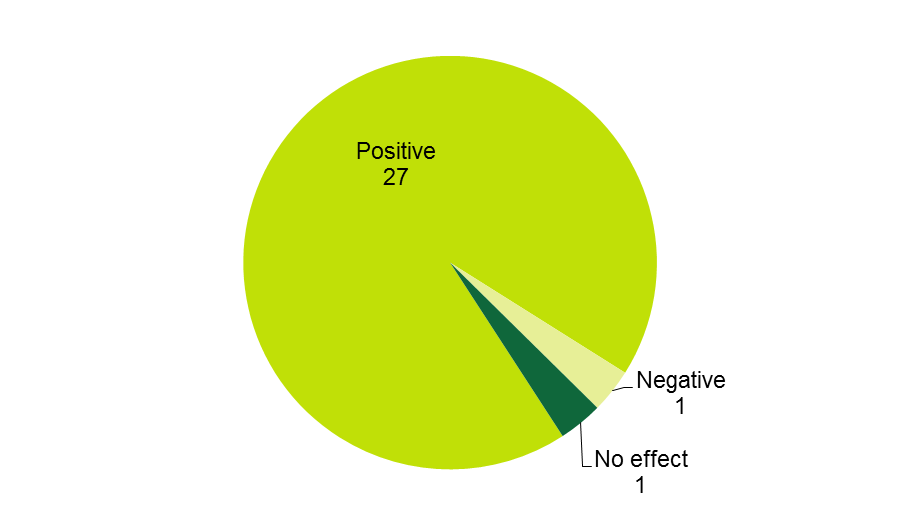 Positive
27
Negative
1
No effect
1